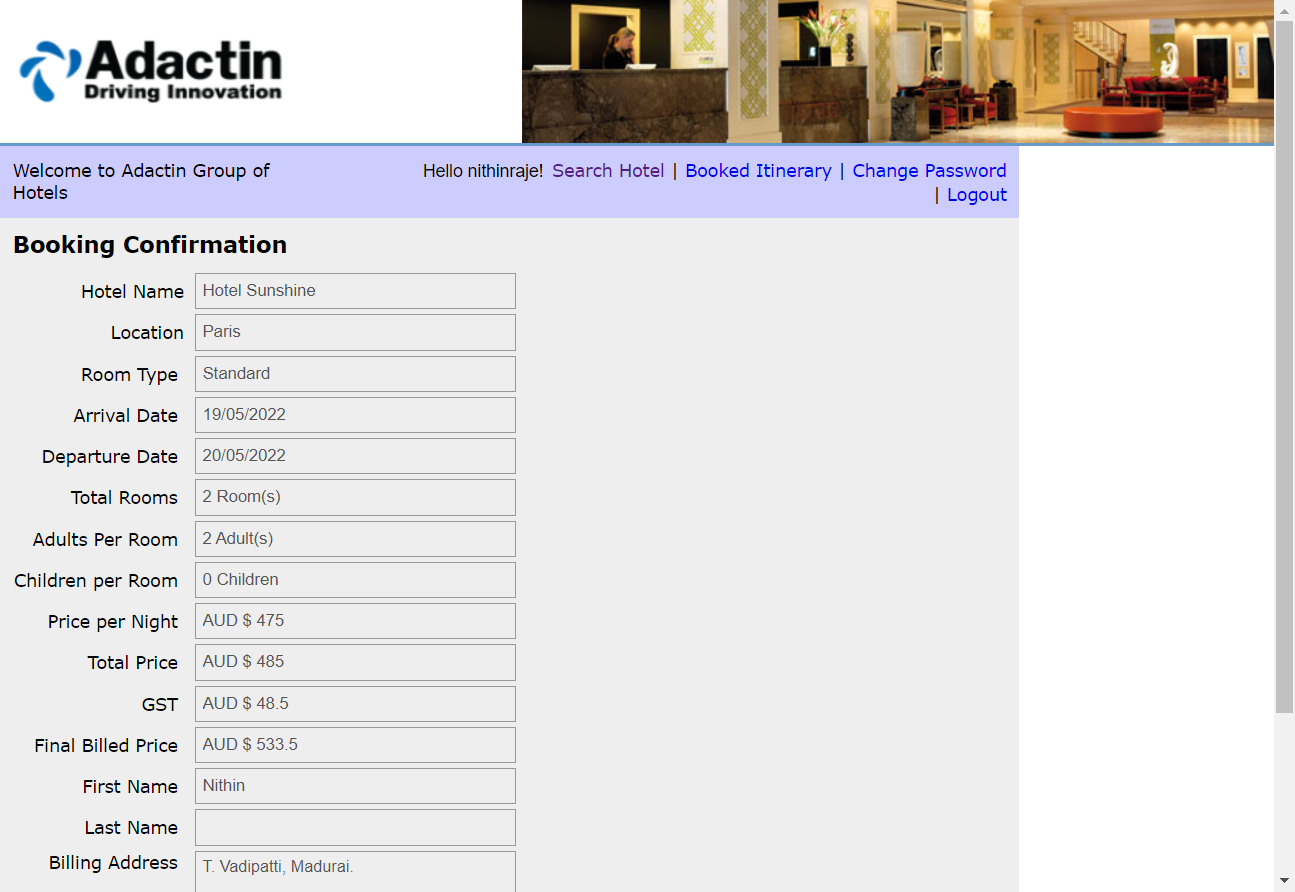 Adactin
Driving Innovation
Welcome to Adactin Group of
Hotels
Hello nithinraje! Search Hotel | Booked Itinerary | Change Password
| Logout
Booking Confirmation
Hotel Name Hotel Sunshine
Location Paris
Room Type Standard
Arrival Date 19/05/2022
Departure Date 20/05/2022
Total Rooms 2 Room(s)
Adults Per Room 2 Adult(s)
Children per Room 0 Children
Price per Night AUD $ 475
Total Price AUD $ 485
GST AUD $ 48.5
Final Billed Price AUD $ 533.5
First Name Nithin
Last Name
Billing Address T. Vadipatti, Madurai.